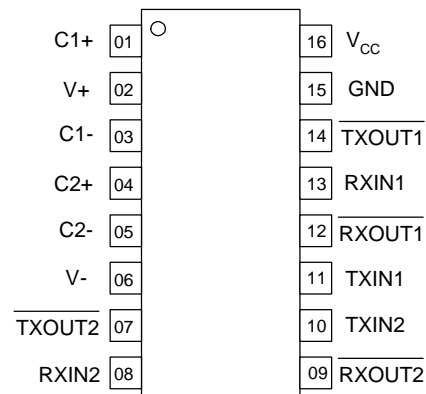 C1+ 01 16 VCC
V+ 02 15 GND
C1- 03 14 TXOUT1
C2+ 04 13 RXIN1
C2- 05 12 RXOUT1
V- 06 11 TXIN1
TXOUT2 07 10 TXIN2
RXIN2 08 09 RXOUT2